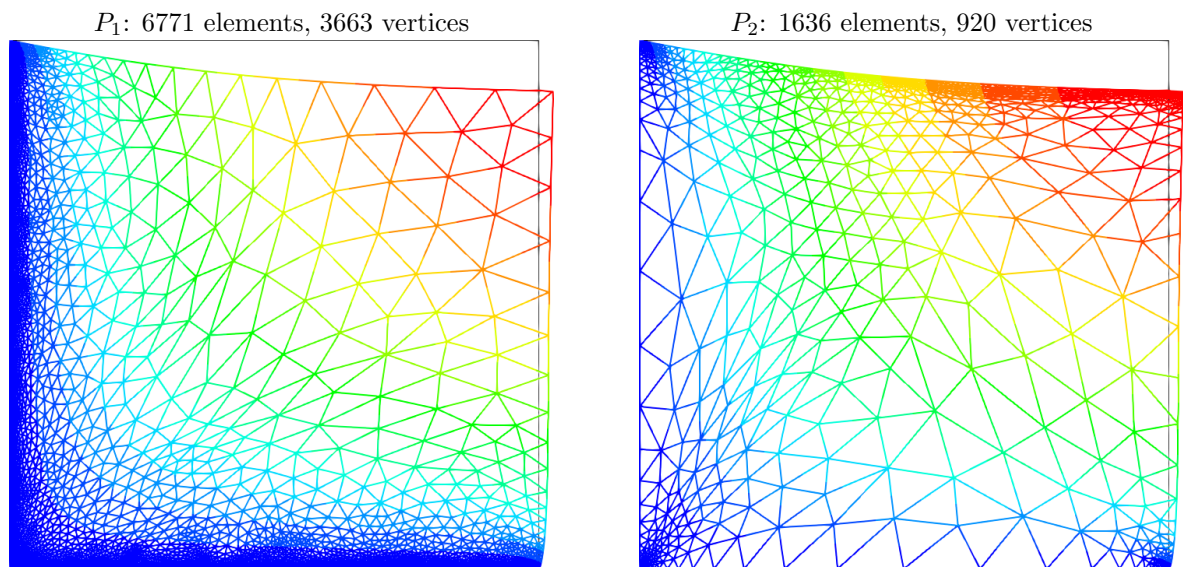 P₁: 6771 elements, 3663 vertices
P₂: 1636 elements, 920 vertices